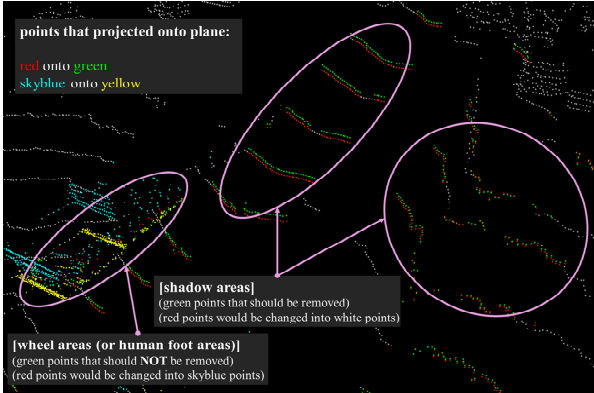 points that projected onto plane:
red onto green
skyblue onto yellow
[shadow areas]
(green points that should be removed)
(red points would be changed into white points)
[wheel areas (or human foot areas)]
(green points that should NOT be removed)
(red points would be changed into skyblue points)